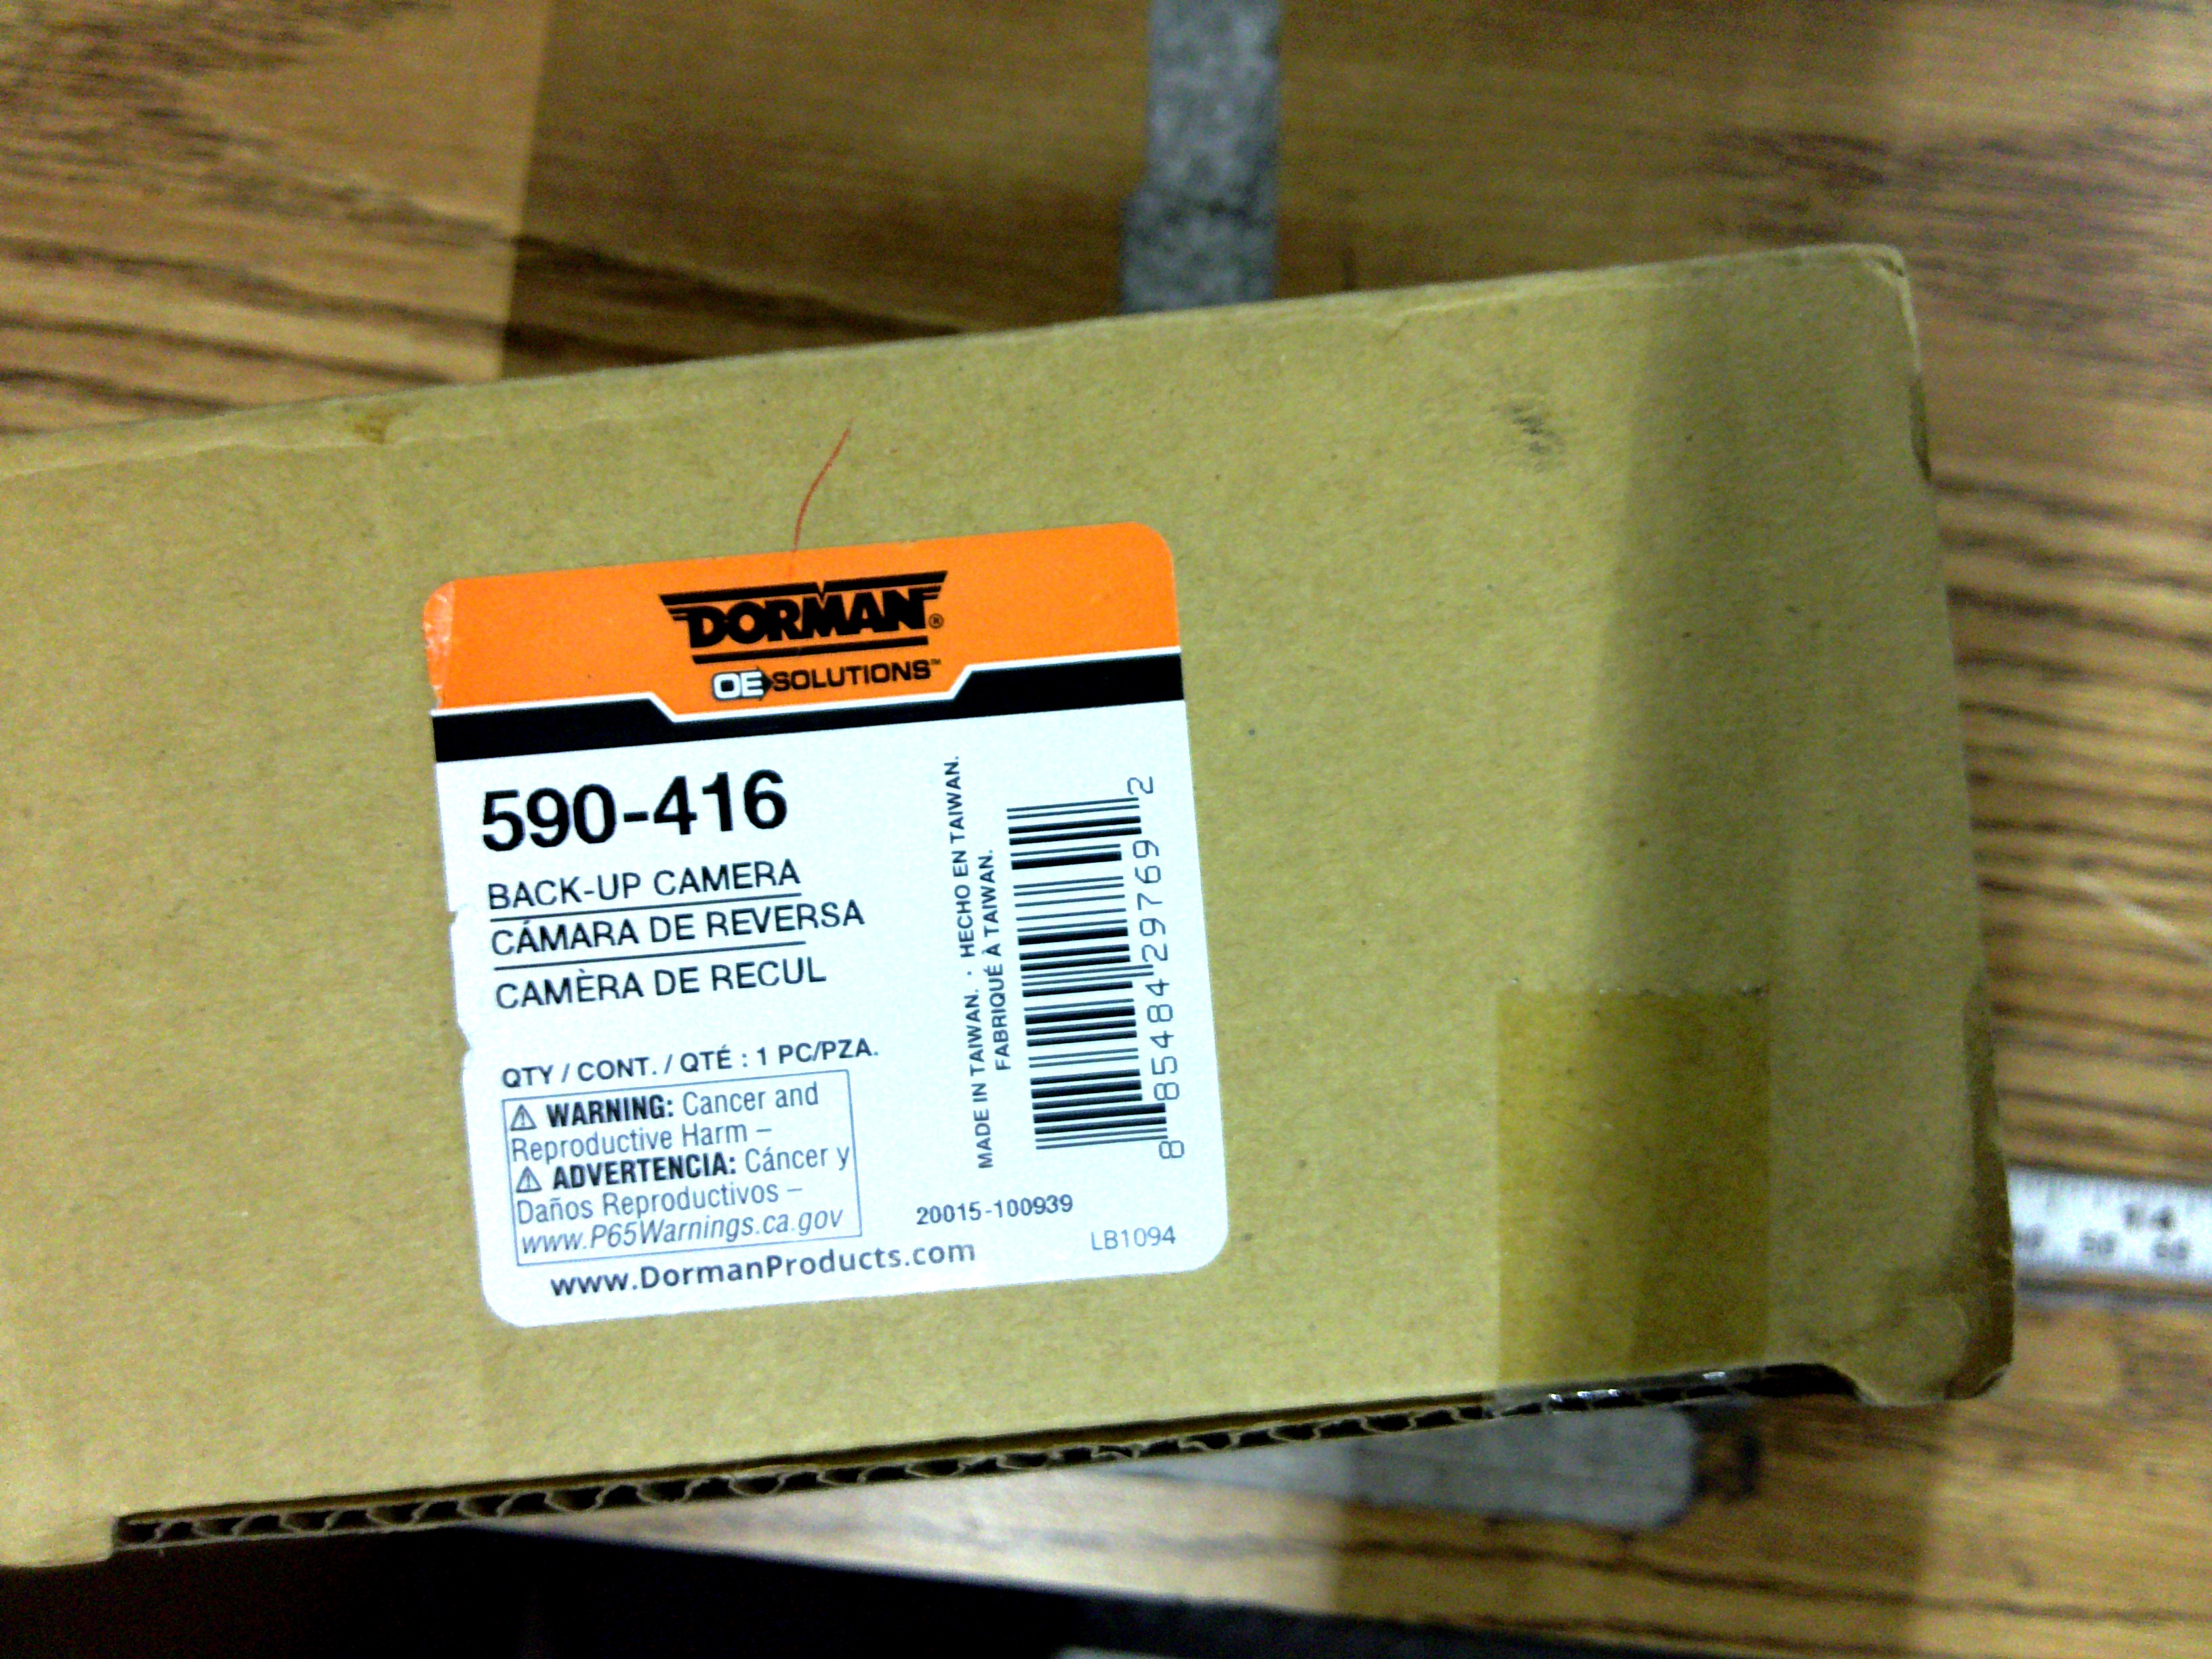 DORMAN®
OE SOLUTIONS™
590-416
BACK-UP CAMERA
CÁMARA DE REVERSA
CAMÈRA DE RECUL
QTY / CONT. / QTÉ : 1 PC/PZA.
⚠ WARNING: Cancer and
Reproductive Harm –
⚠ ADVERTENCIA: Cáncer y
Daños Reproductivos –
www.P65Warnings.ca.gov
www.DormanProducts.com
MADE IN TAIWAN. · HECHO EN TAIWAN.
FABRIQUÉ À TAIWAN.
8 85484 29769 2
20015-100939
LB1094